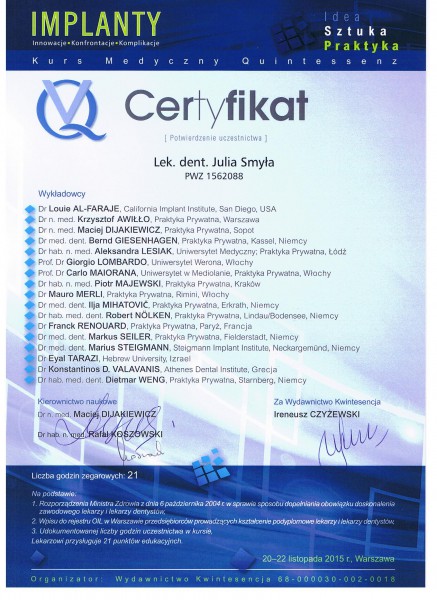 IMPLANTY
Innowacje•Konfrontacje•Komplikacje
Idea
Sztuka
Praktyka
Kurs Medyczny Quintessenz
VQ
Certyfikat
[ Potwierdzenie uczestnictwa ]
Lek. dent. Julia Smyła
PWZ 1562088
Wykładowcy
Dr Louie AL-FARAJE, California Implant Institute, San Diego, USA
Dr n. med. Krzysztof AWIŁŁO, Praktyka Prywatna, Warszawa
Dr n. med. Maciej DIJAKIEWICZ, Praktyka Prywatna, Sopot
Dr med. dent. Bernd GIESENHAGEN, Praktyka Prywatna, Kassel, Niemcy
Dr hab. n. med. Aleksandra LESIAK, Uniwersytet Medyczny; Praktyka Prywatna, Łódź
Prof. Dr Giorgio LOMBARDO, Uniwersytet Werona, Włochy
Prof. Dr Carlo MAIORANA, Uniwersytet w Mediolanie, Praktyka Prywatna, Włochy
Dr hab. n. med. Piotr MAJEWSKI, Praktyka Prywatna, Kraków
Dr Mauro MERLI, Praktyka Prywatna, Rimini, Włochy
Dr med. dent. Ilja MIHATOVIĆ, Praktyka Prywatna, Erkrath, Niemcy
Dr hab. med. dent. Robert NÖLKEN, Praktyka Prywatna, Lindau/Bodensee, Niemcy
Dr Franck RENOUARD, Praktyka Prywatna, Paryż, Francja
Dr med. dent. Markus SEILER, Praktyka Prywatna, Fielderstadt, Niemcy
Dr med. dent. Marius STEIGMANN, Steigmann Implant Institute, Neckargemünd, Niemcy
Dr Eyal TARAZI, Hebrew University, Izrael
Dr Konstantinos D. VALAVANIS, Athenes Dental Institute, Grecja
Dr hab. med. dent. Dietmar WENG, Praktyka Prywatna, Starnberg, Niemcy
Kierownictwo naukowe
Dr n. med. Maciej DIJAKIEWICZ
Dr hab. n. med. Rafał KOSZOWSKI
Za Wydawnictwo Kwintesencja
Ireneusz CZYŻEWSKI
Liczba godzin zegarowych: 21
Na podstawie:
1. Rozporządzenia Ministra Zdrowia z dnia 6 października 2004 r. w sprawie sposobu dopełniania obowiązku doskonalenia
zawodowego lekarzy i lekarzy dentystów,
2. Wpisu do rejestru OIL w Warszawie przedsiębiorców prowadzących kształcenie podyplomowe lekarzy i lekarzy dentystów,
3. Udokumentowanej liczby godzin uczestnictwa w kursie,
Lekarzowi przysługuje 21 punktów edukacyjnych.
20–22 listopada 2015 r., Warszawa
Organizator: Wydawnictwo Kwintesencja 68-000030-002-0018